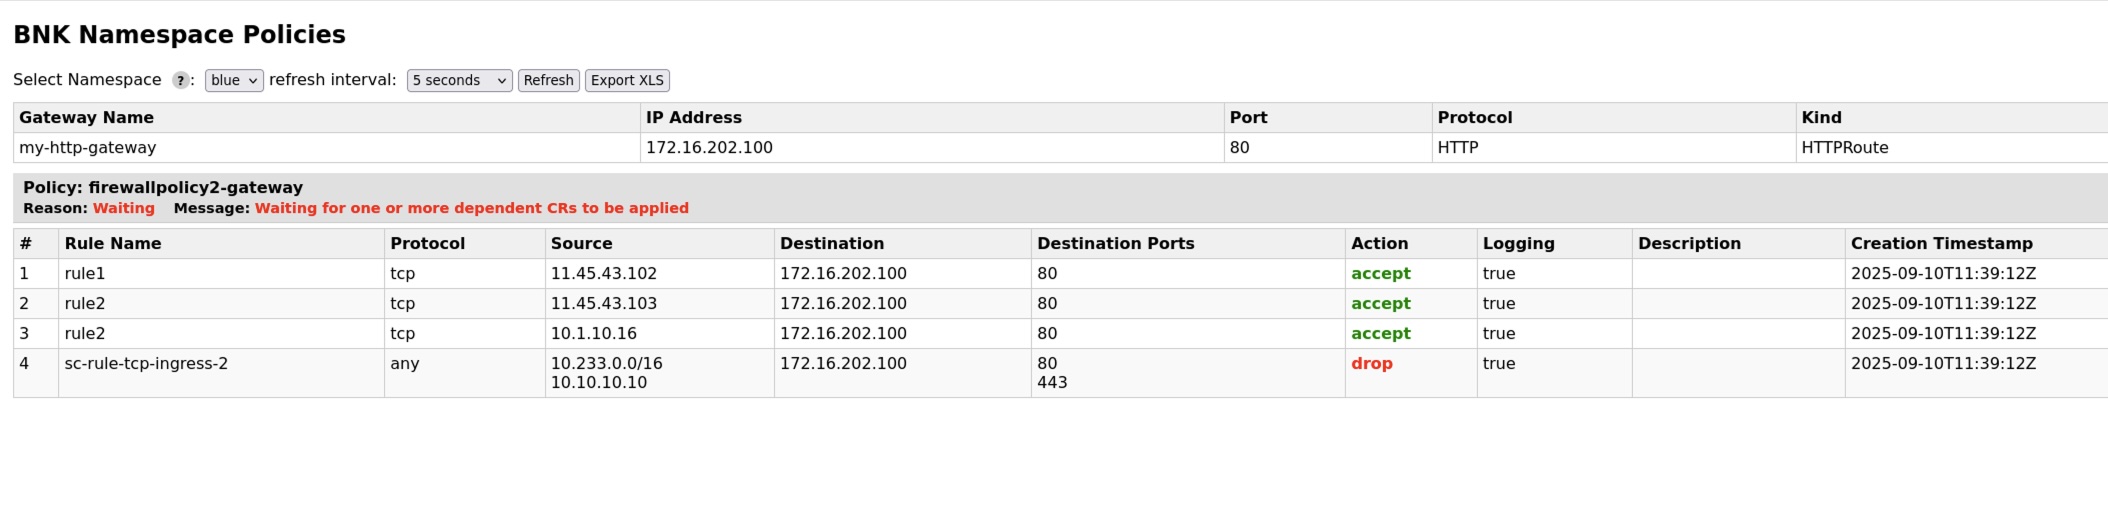 BNK Namespace Policies
Select Namespace ? : blue refresh interval: 5 seconds Refresh Export XLS
Gateway Name IP Address Port Protocol Kind
my-http-gateway 172.16.202.100 80 HTTP HTTPRoute
Policy: firewallpolicy2-gateway
Reason: Waiting Message: Waiting for one or more dependent CRs to be applied
# Rule Name Protocol Source Destination Destination Ports Action Logging Description Creation Timestamp
1 rule1 tcp 11.45.43.102 172.16.202.100 80 accept true 2025-09-10T11:39:12Z
2 rule2 tcp 11.45.43.103 172.16.202.100 80 accept true 2025-09-10T11:39:12Z
3 rule2 tcp 10.1.10.16 172.16.202.100 80 accept true 2025-09-10T11:39:12Z
4 sc-rule-tcp-ingress-2 any 10.233.0.0/16 172.16.202.100 80 drop true 2025-09-10T11:39:12Z
10.10.10.10 443